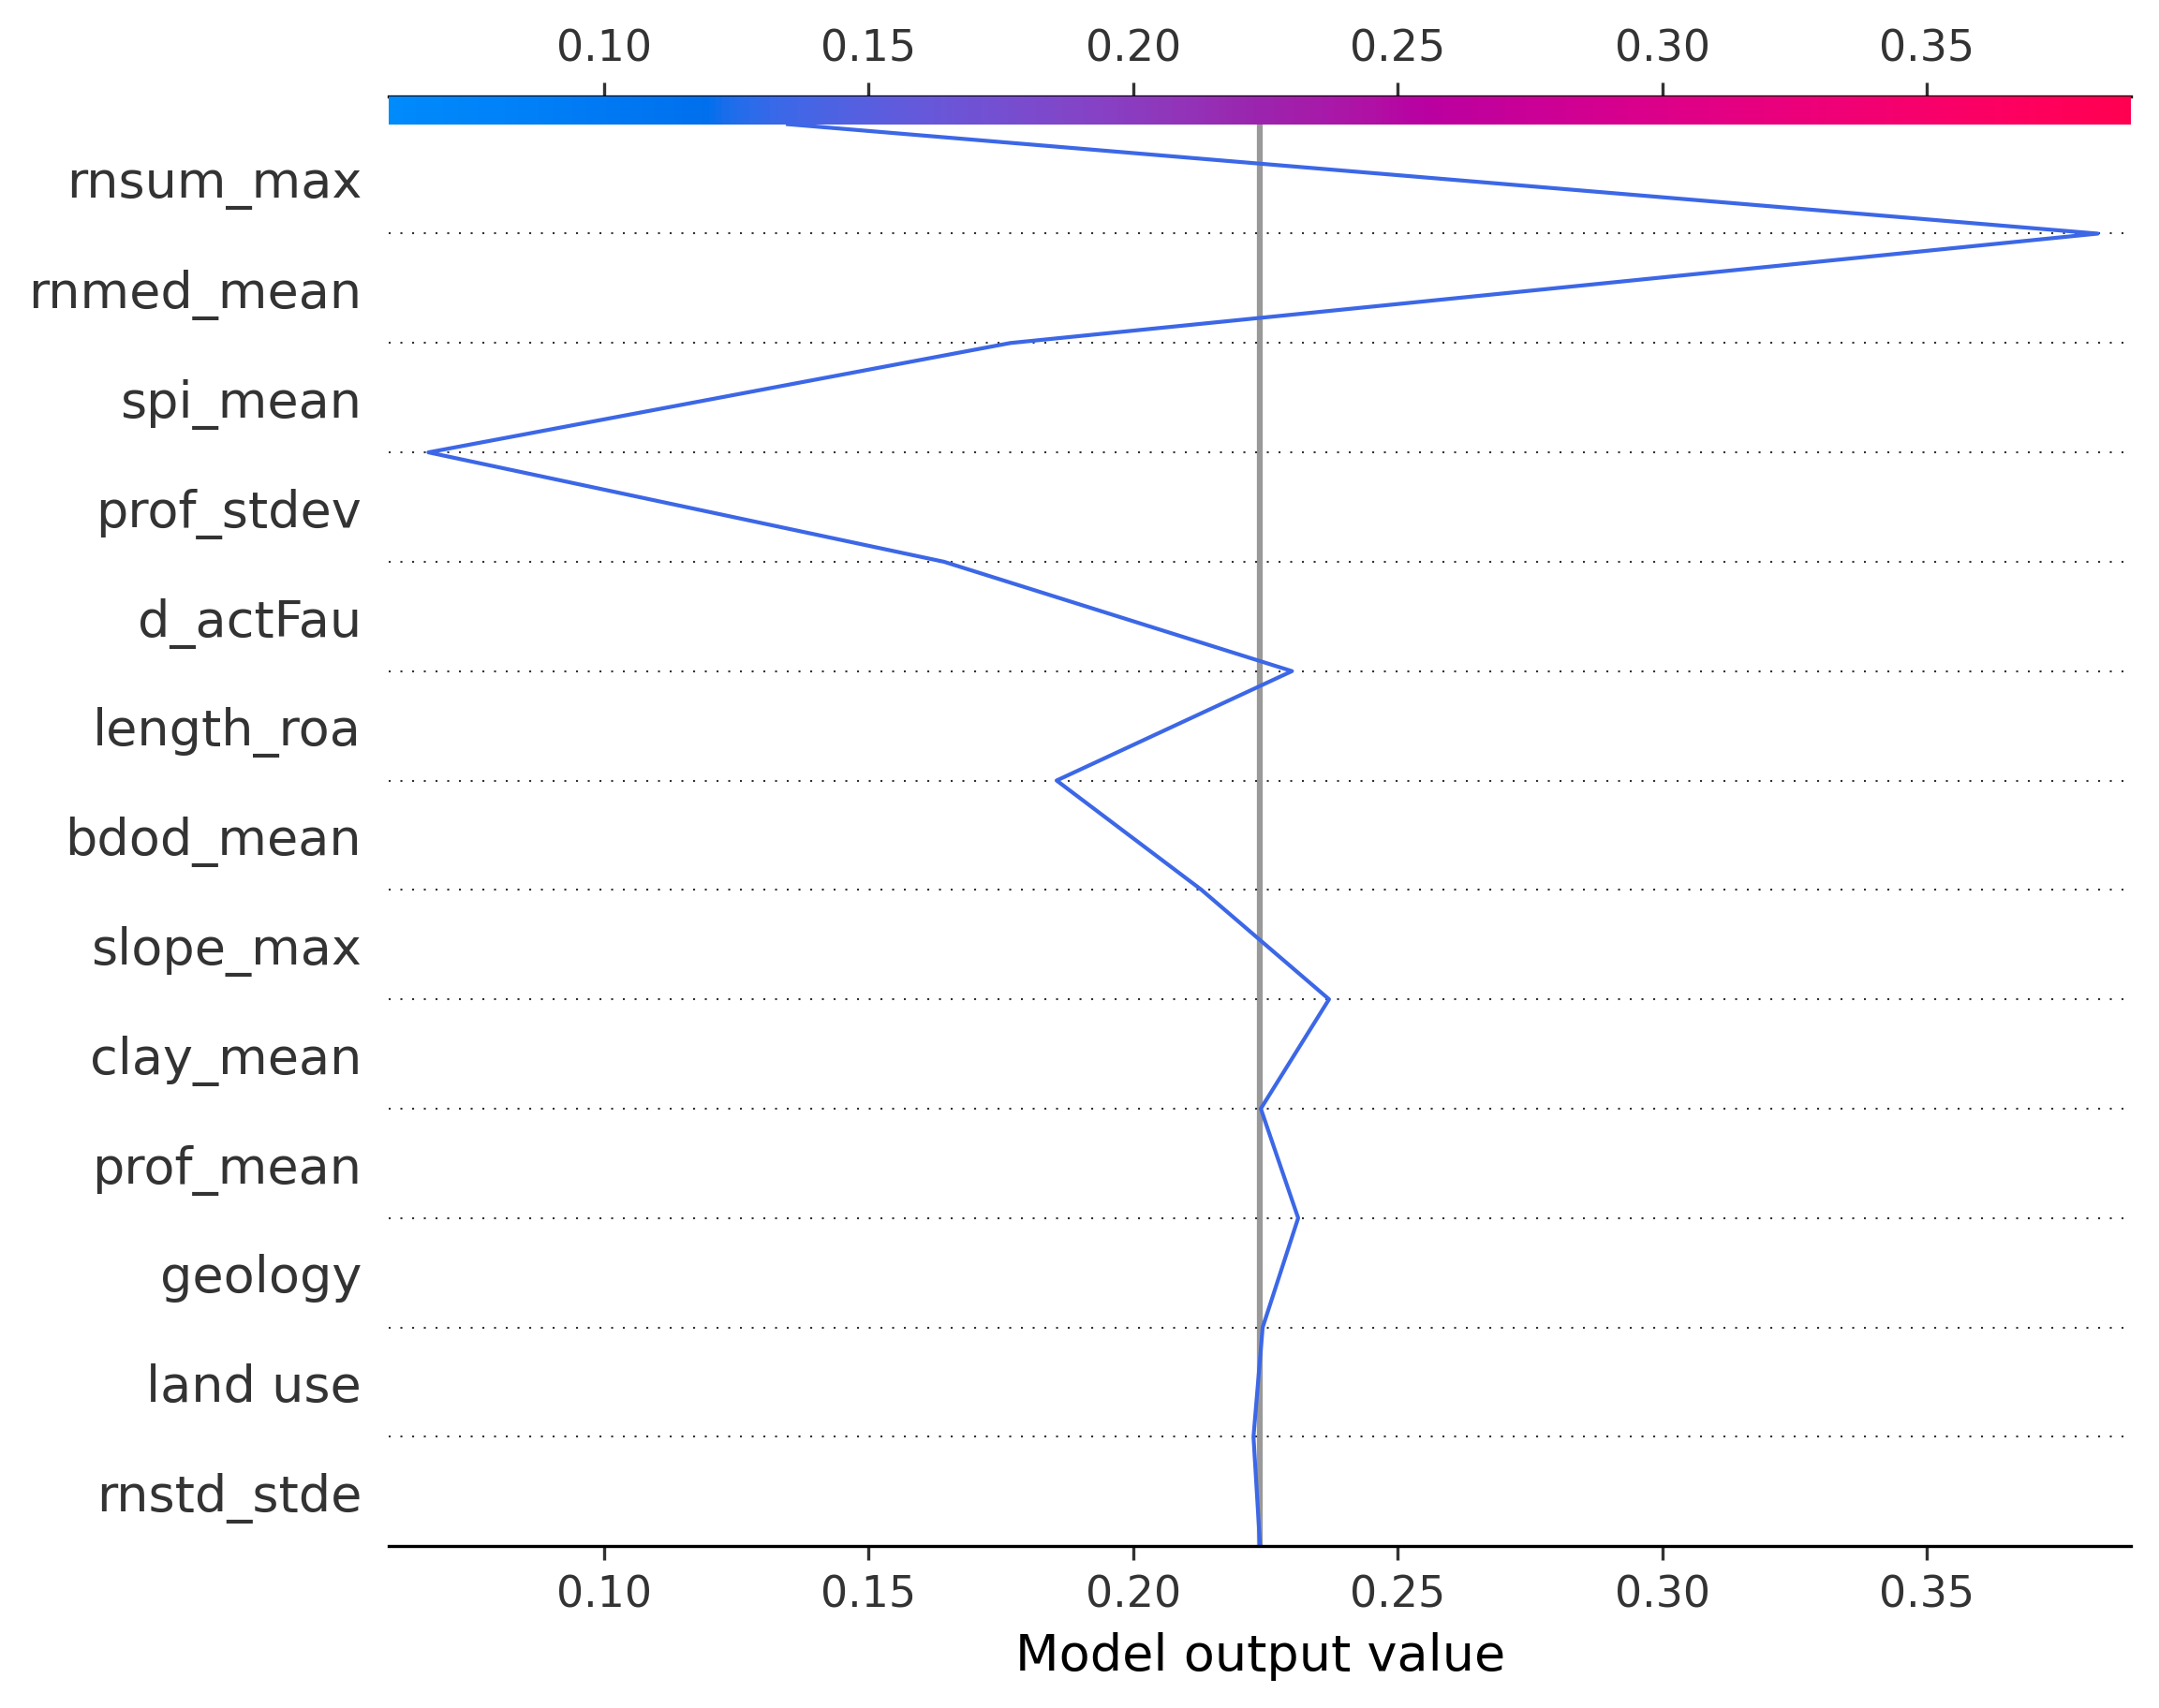 0.10 0.15 0.20 0.25 0.30 0.35
rnsum_max
rnmed_mean
spi_mean
prof_stdev
d_actFau
length_roa
bdod_mean
slope_max
clay_mean
prof_mean
geology
land use
rnstd_stde
0.10 0.15 0.20 0.25 0.30 0.35
Model output value